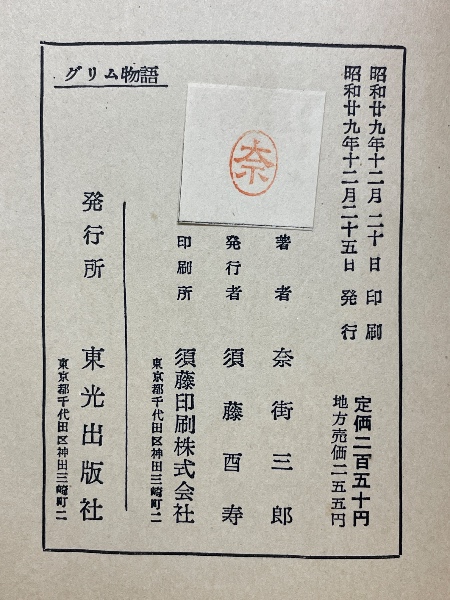 昭和廿九年十二月二十日 印刷
昭和廿九年十二月二十五日 発行
定価二百五十円
地方売価二五五円
著者 奈街三郎
発行者 須藤酉寿
印刷所 須藤印刷株式会社
東京都千代田区神田三崎町二
発行所 東光出版社
東京都千代田区神田三崎町二
グリム物語
奈